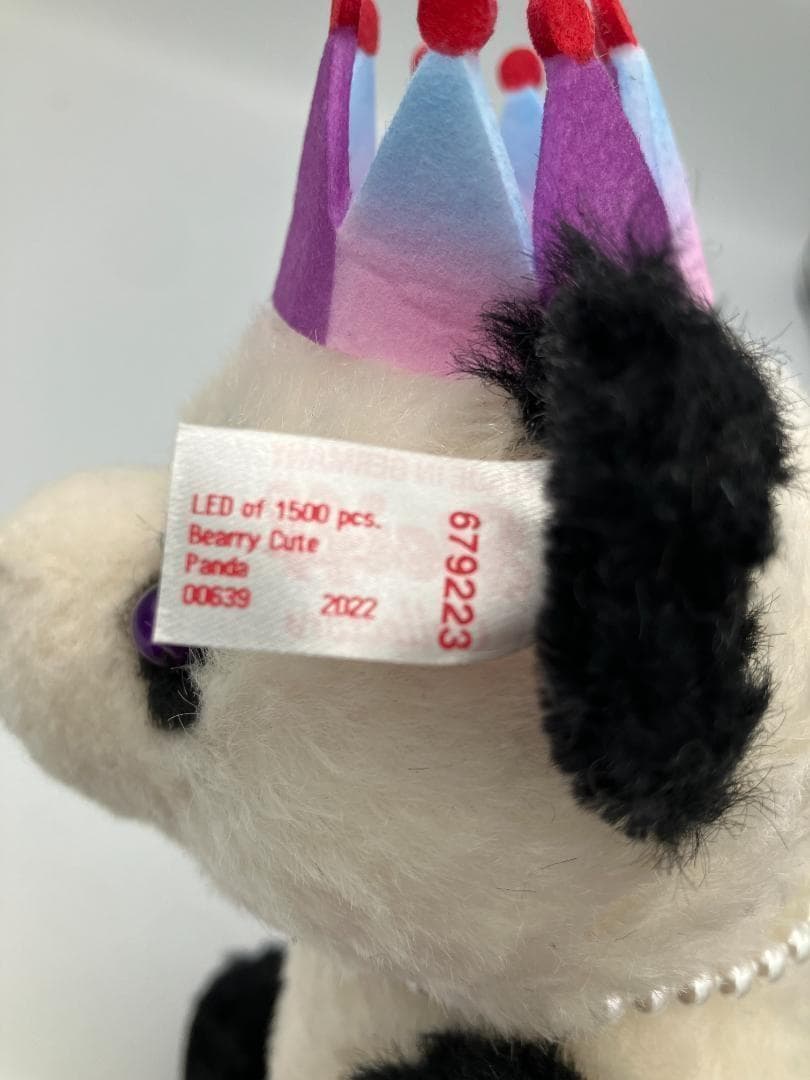 LED of 1500 pcs.
Bearry Cute
Panda
00639 2022
679223